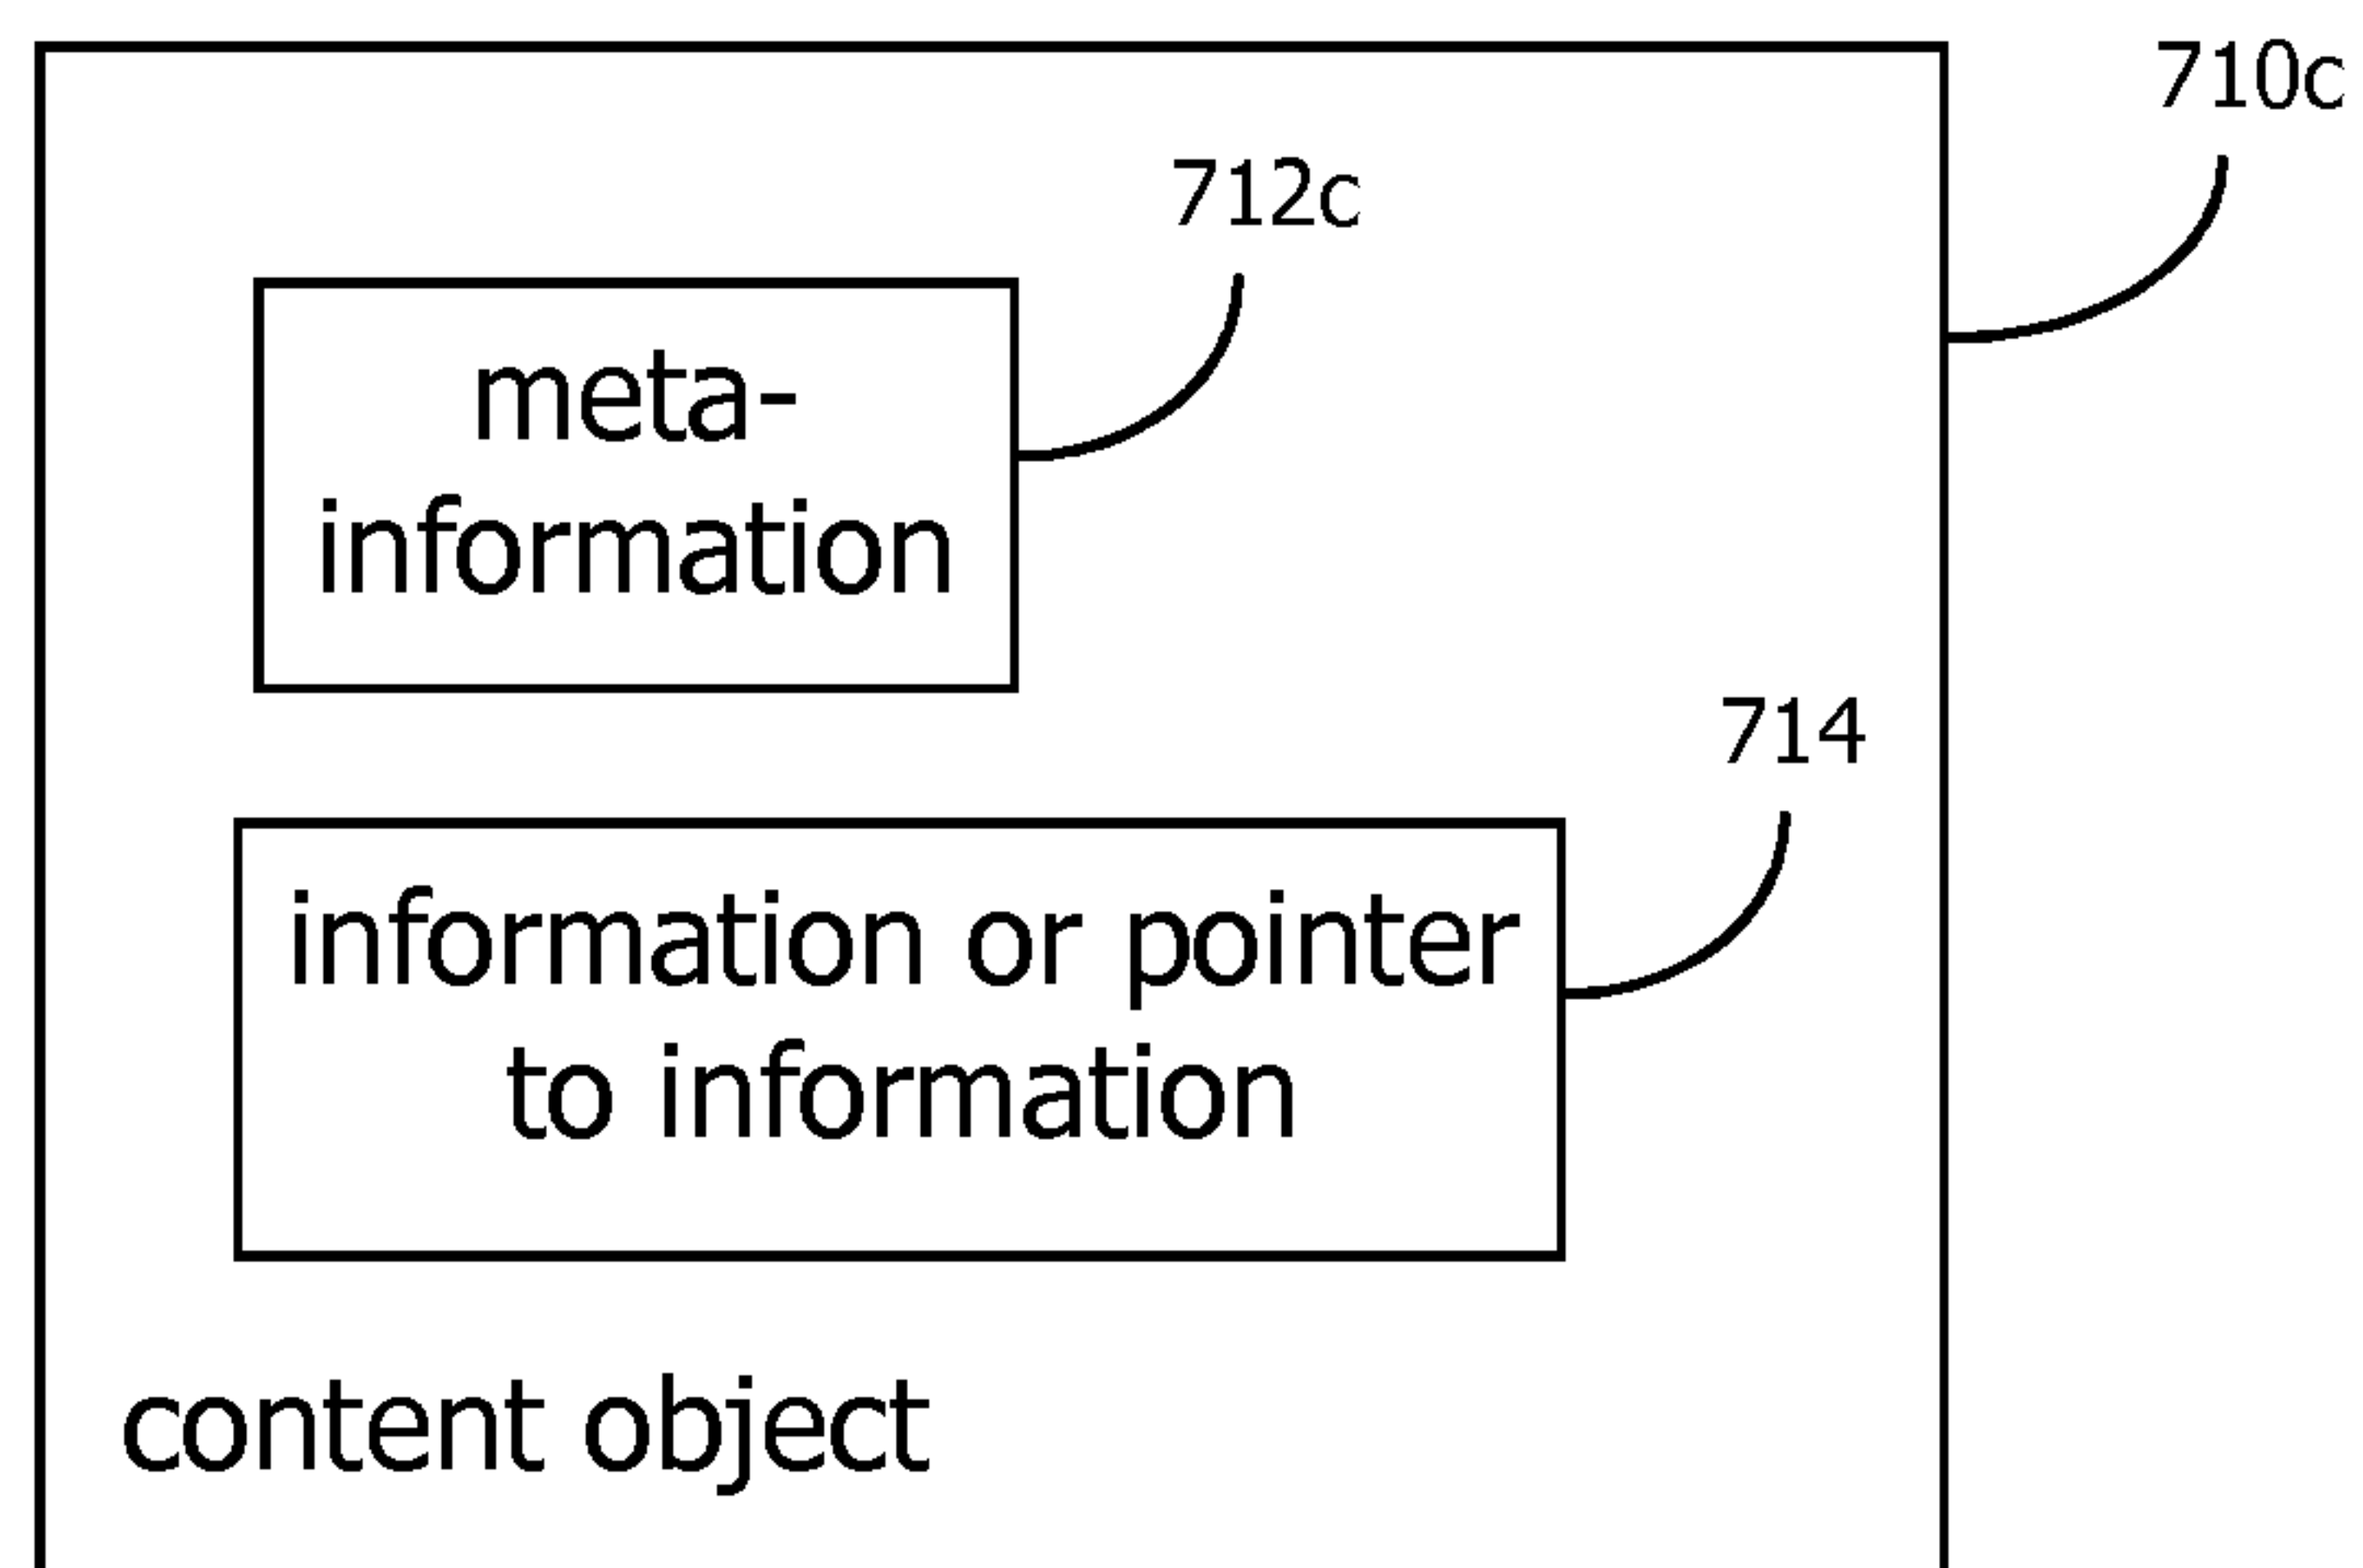 710c
712c
meta-
information
714
information or pointer
to information
content object